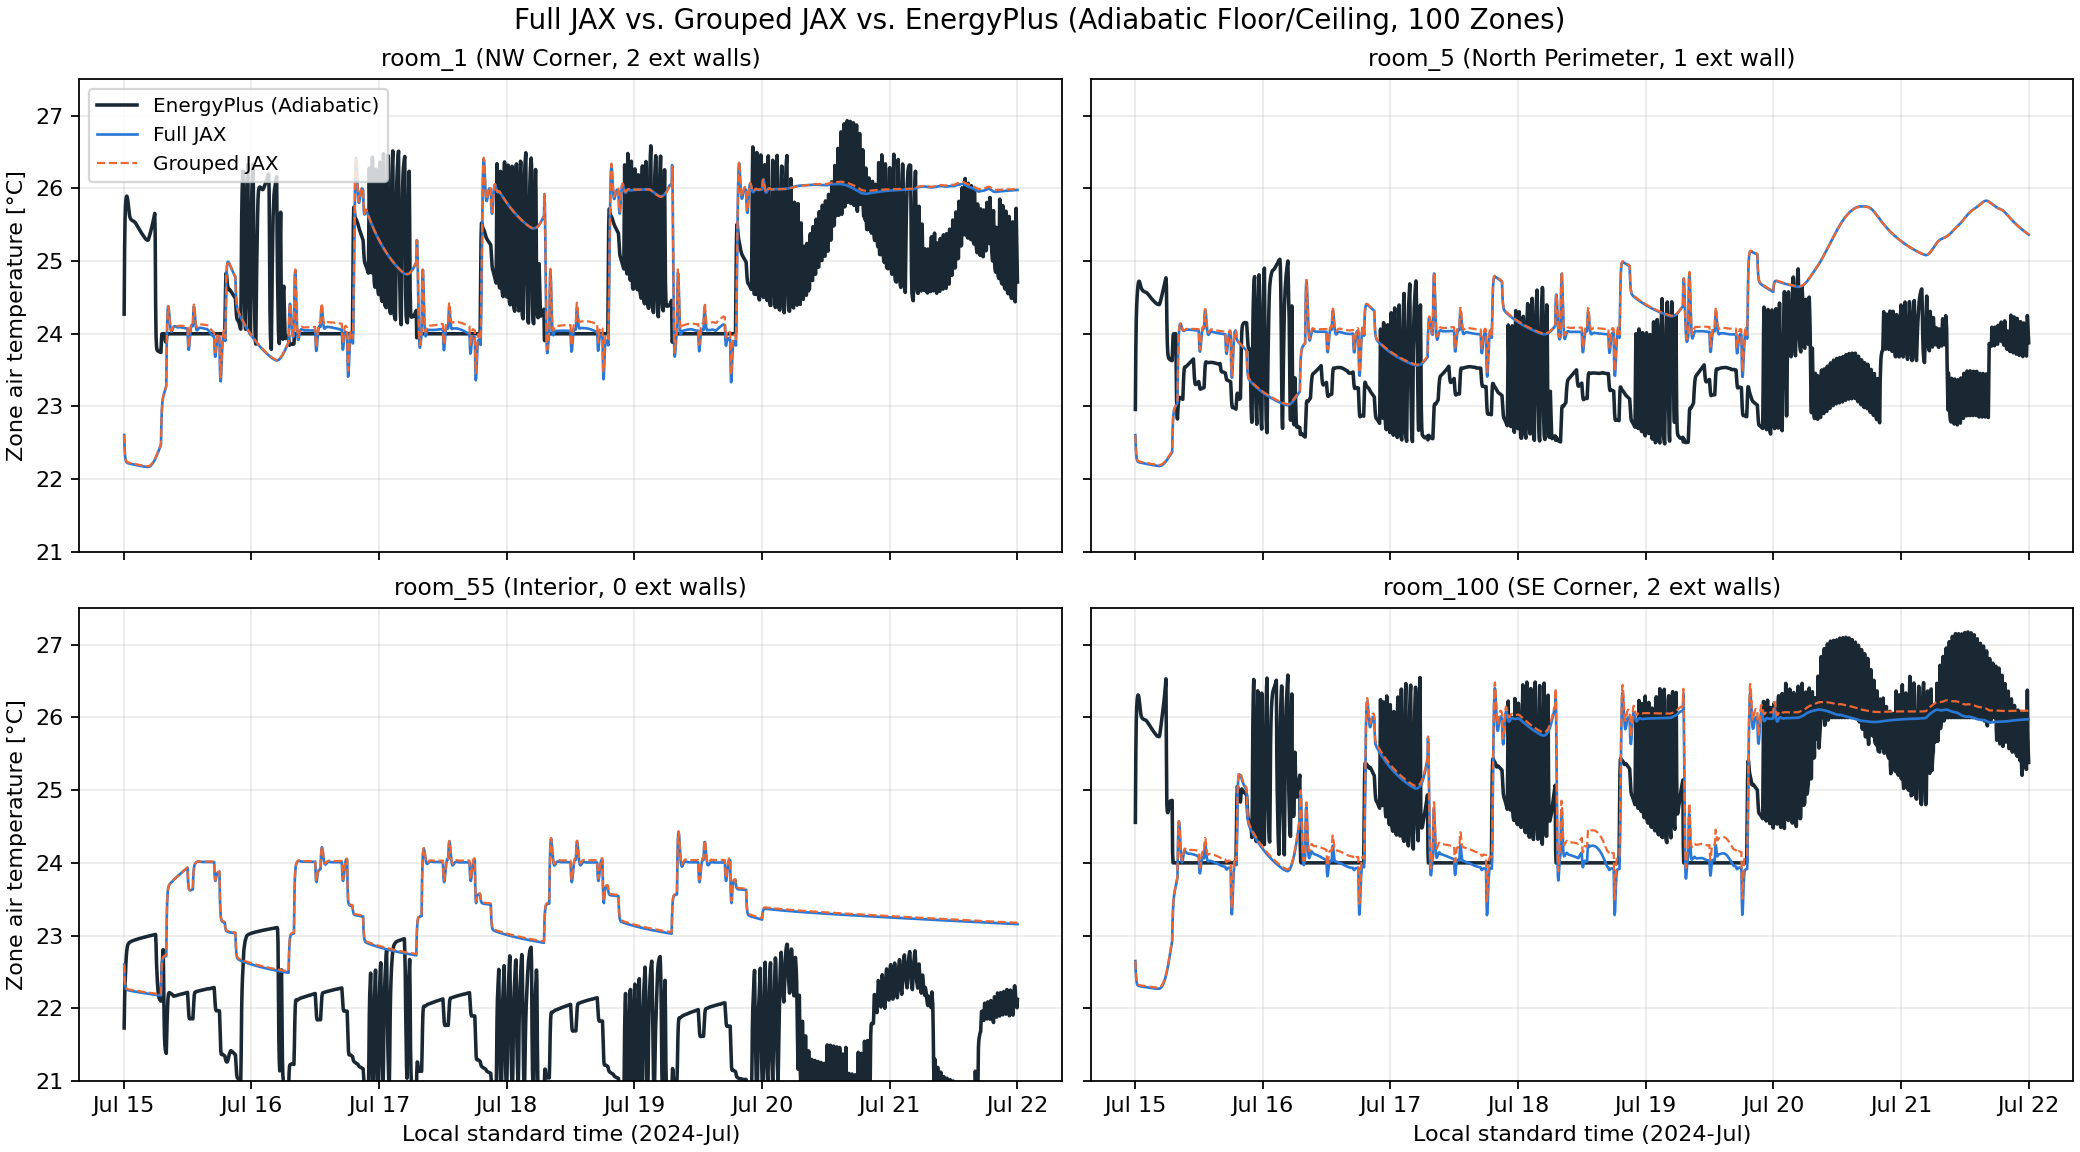 Full JAX vs. Grouped JAX vs. EnergyPlus (Adiabatic Floor/Ceiling, 100 Zones)
room_1 (NW Corner, 2 ext walls)
Zone air temperature [°C]
27
26
25
24
23
22
21
EnergyPlus (Adiabatic)
Full JAX
Grouped JAX
room_5 (North Perimeter, 1 ext wall)
room_55 (Interior, 0 ext walls)
Zone air temperature [°C]
27
26
25
24
23
22
21
Jul 15 Jul 16 Jul 17 Jul 18 Jul 19 Jul 20 Jul 21 Jul 22
Local standard time (2024-Jul)
room_100 (SE Corner, 2 ext walls)
Jul 15 Jul 16 Jul 17 Jul 18 Jul 19 Jul 20 Jul 21 Jul 22
Local standard time (2024-Jul)